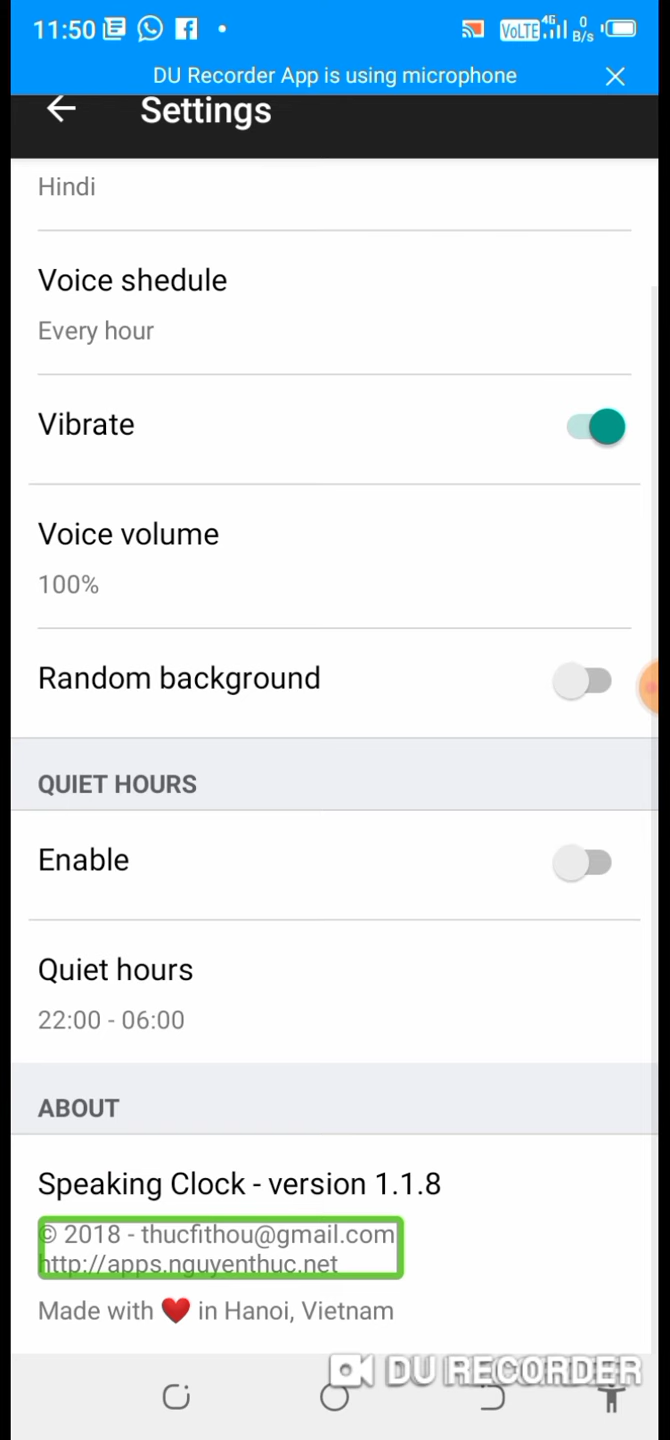 11:50
VoLTE 4G 0 B/s
DU Recorder App is using microphone
Settings
Hindi
Voice shedule
Every hour
Vibrate
Voice volume
100%
Random background
QUIET HOURS
Enable
Quiet hours
22:00 - 06:00
ABOUT
Speaking Clock - version 1.1.8
© 2018 - thucfithou@gmail.com
http://apps.nguyenthuc.net
Made with ❤️ in Hanoi, Vietnam
DU RECORDER